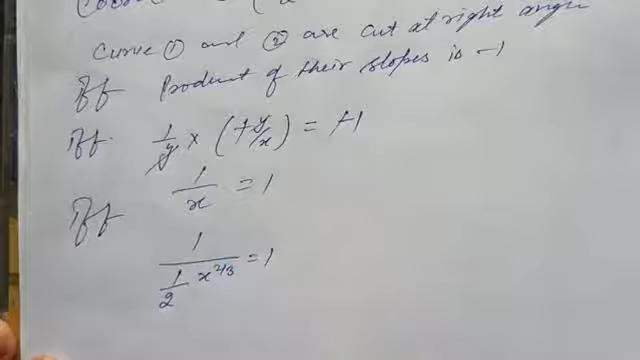 Curve ① and ② are cut at right angle
Iff Product of their slopes is -1
Iff. 1/y × (+y/x) = +1
Iff 1/x = 1
1/(1/2 x^2/3) = 1